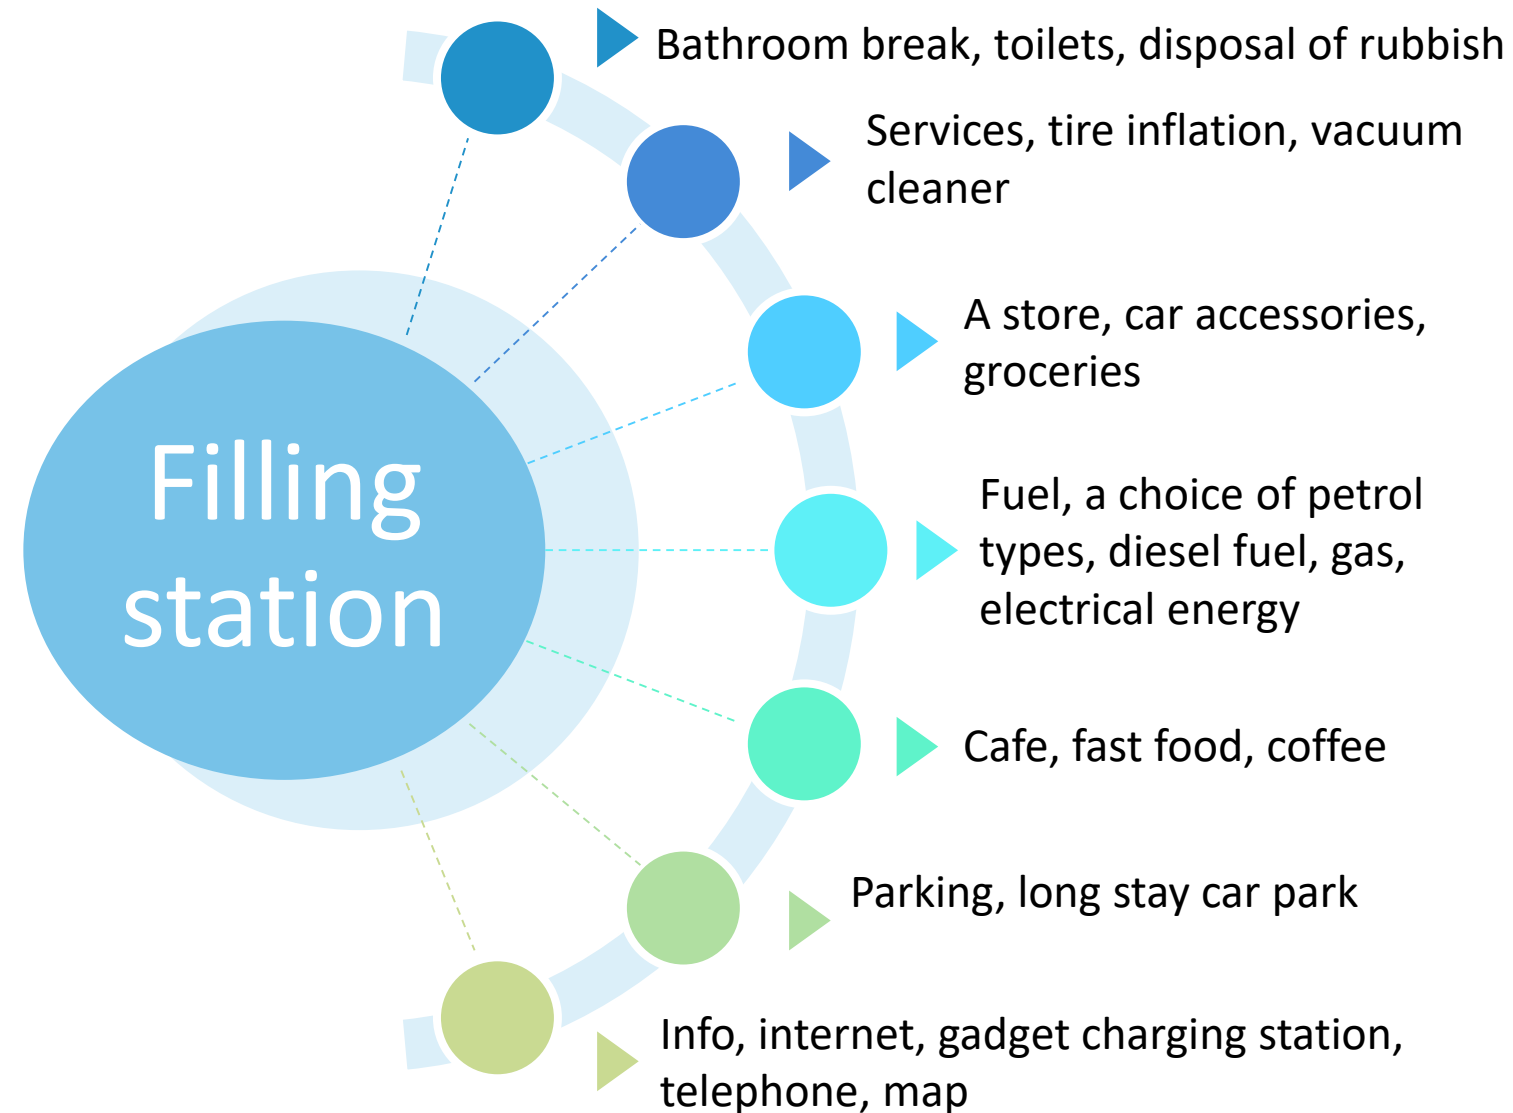 Bathroom break, toilets, disposal of rubbish
Services, tire inflation, vacuum
cleaner
A store, car accessories,
groceries
Filling
station
Fuel, a choice of petrol
types, diesel fuel, gas,
electrical energy
Cafe, fast food, coffee
Parking, long stay car park
Info, internet, gadget charging station,
telephone, map